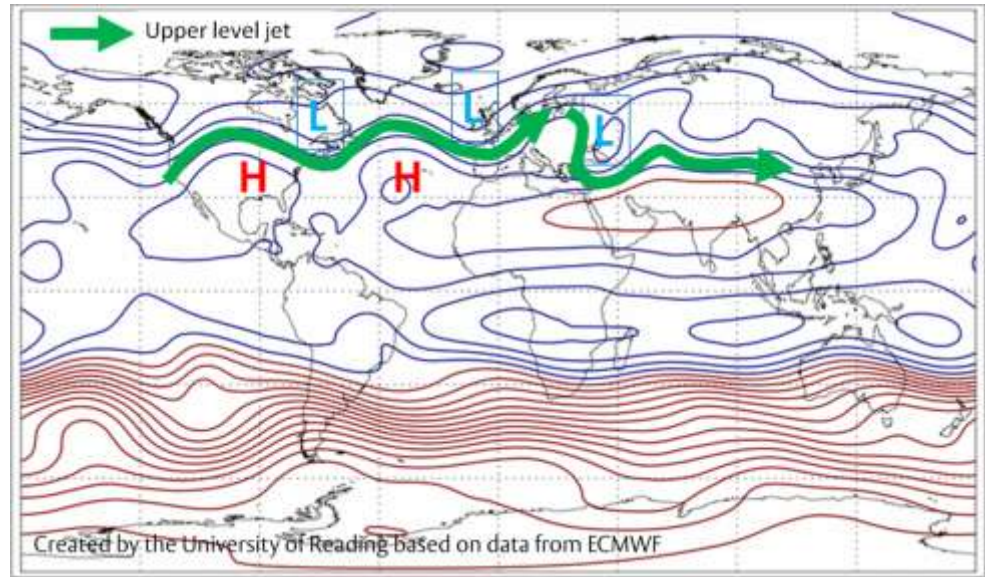 Upper level jet
L
L
L
H
H
Created by the University of Reading based on data from ECMWF